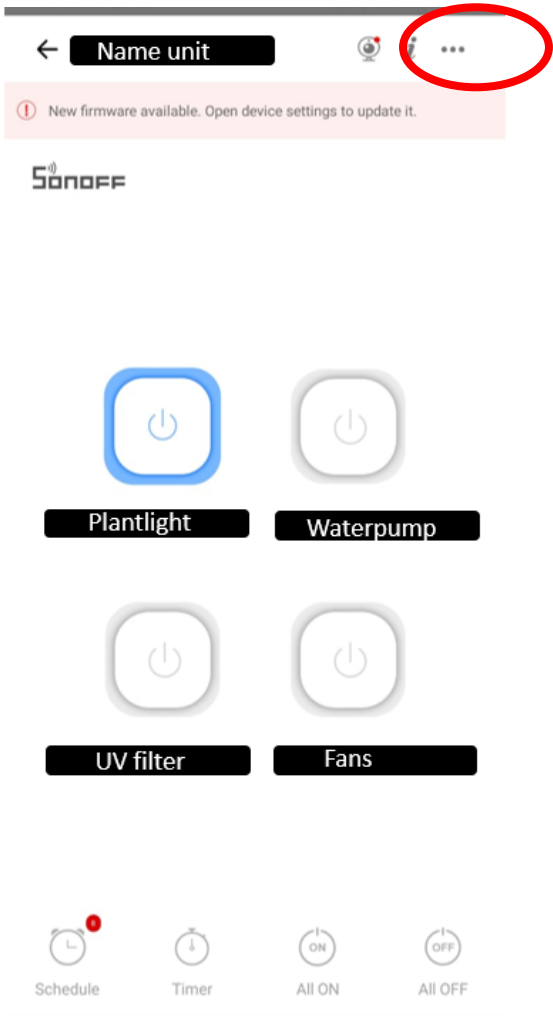 Name unit
New firmware available. Open device settings to update it.
SONOFF
Plantlight Waterpump
UV filter Fans
ON OFF
Schedule Timer All ON All OFF